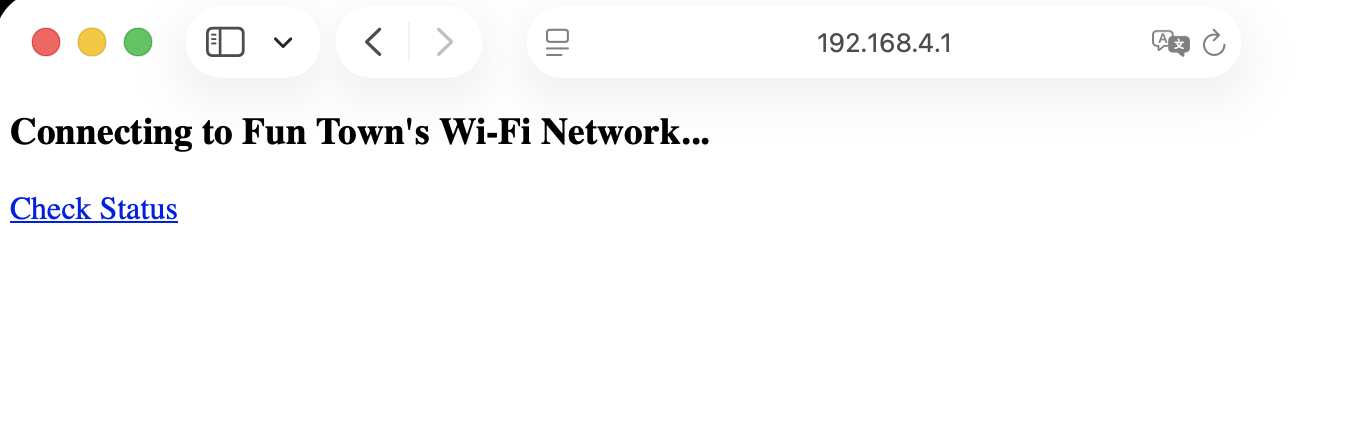 192.168.4.1
Connecting to Fun Town's Wi-Fi Network...
Check Status